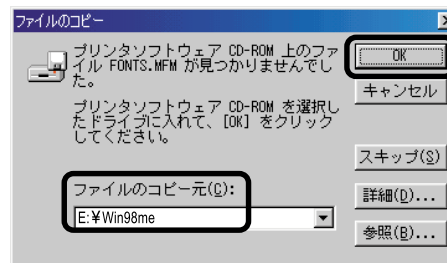 ファイルのコピー
プリンタソフトウェア CD-ROM 上のファ
イル FONTS.MFM が見つかりませんでし
た。
プリンタソフトウェア CD-ROM を選択し
たドライブに入れて、[OK] をクリック
してください。
ファイルのコピー元(C):
E:¥Win98me
OK
キャンセル
スキップ(S)
詳細(D)...
参照(B)...